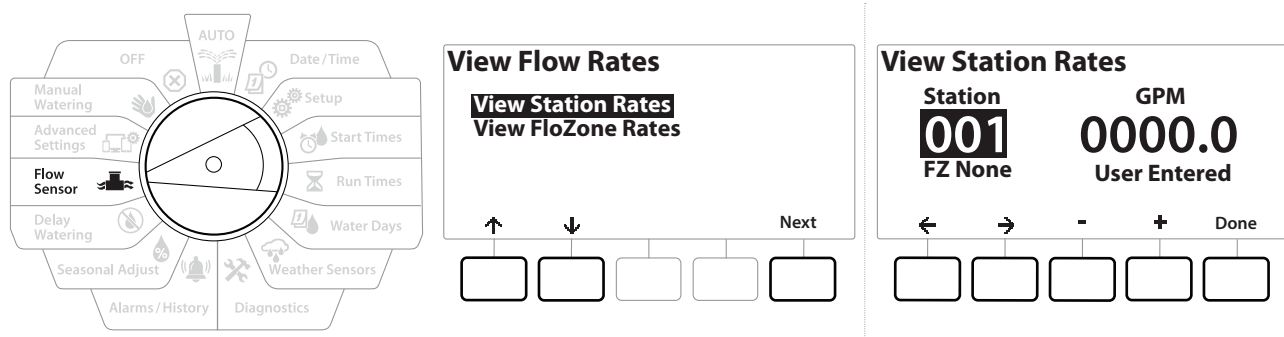 AUTO
OFF
Date / Time
Manual
Watering
Setup
Advanced
Settings
Start Times
Flow
Sensor
Run Times
Delay
Watering
Water Days
Seasonal Adjust
Weather Sensors
Alarms / History
Diagnostics
View Flow Rates
View Station Rates
View FloZone Rates
↑ ↓ Next
View Station Rates
Station GPM
001 0000.0
FZ None User Entered
← → - + Done